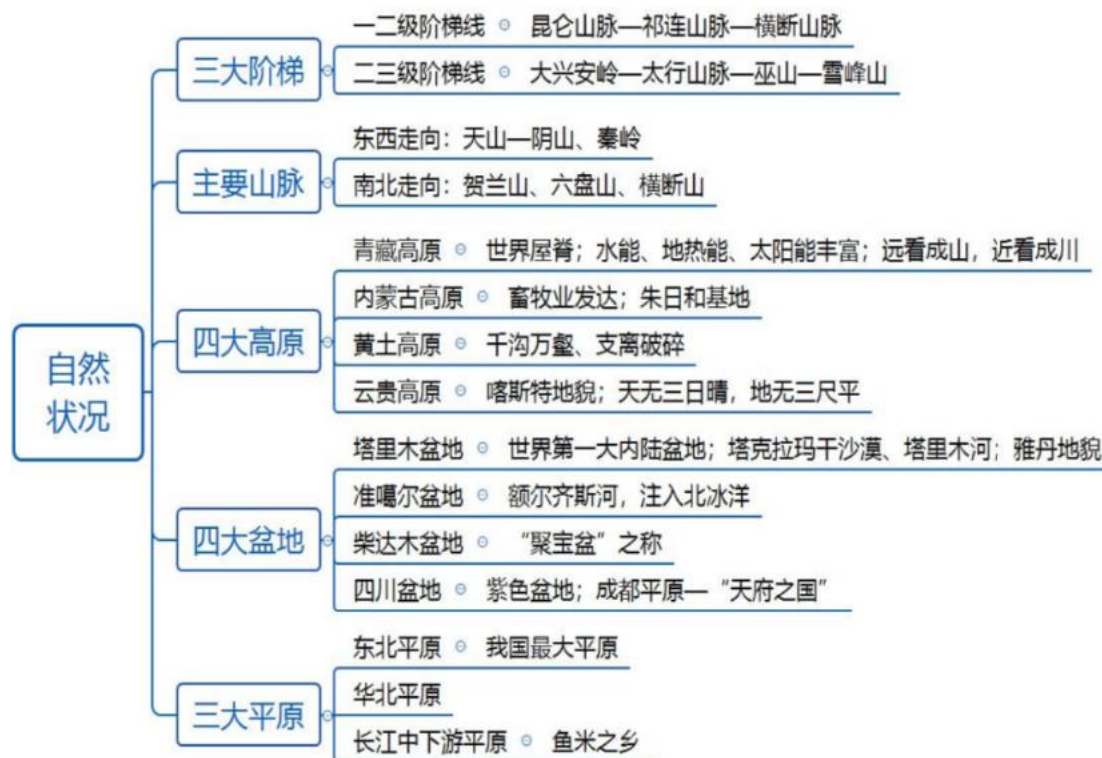 自然
状况
三大阶梯
一二级阶梯线 昆仑山脉—祁连山脉—横断山脉
二三级阶梯线 大兴安岭—太行山脉—巫山—雪峰山
主要山脉
东西走向：天山—阴山、秦岭
南北走向：贺兰山、六盘山、横断山
四大高原
青藏高原 世界屋脊；水能、地热能、太阳能丰富；远看成山，近看成川
内蒙古高原 畜牧业发达；朱日和基地
黄土高原 千沟万壑、支离破碎
云贵高原 喀斯特地貌；天无三日晴，地无三尺平
四大盆地
塔里木盆地 世界第一大内陆盆地；塔克拉玛干沙漠、塔里木河；雅丹地貌
准噶尔盆地 额尔齐斯河，注入北冰洋
柴达木盆地 “聚宝盆”之称
四川盆地 紫色盆地；成都平原—“天府之国”
三大平原
东北平原 我国最大平原
华北平原
长江中下游平原 鱼米之乡